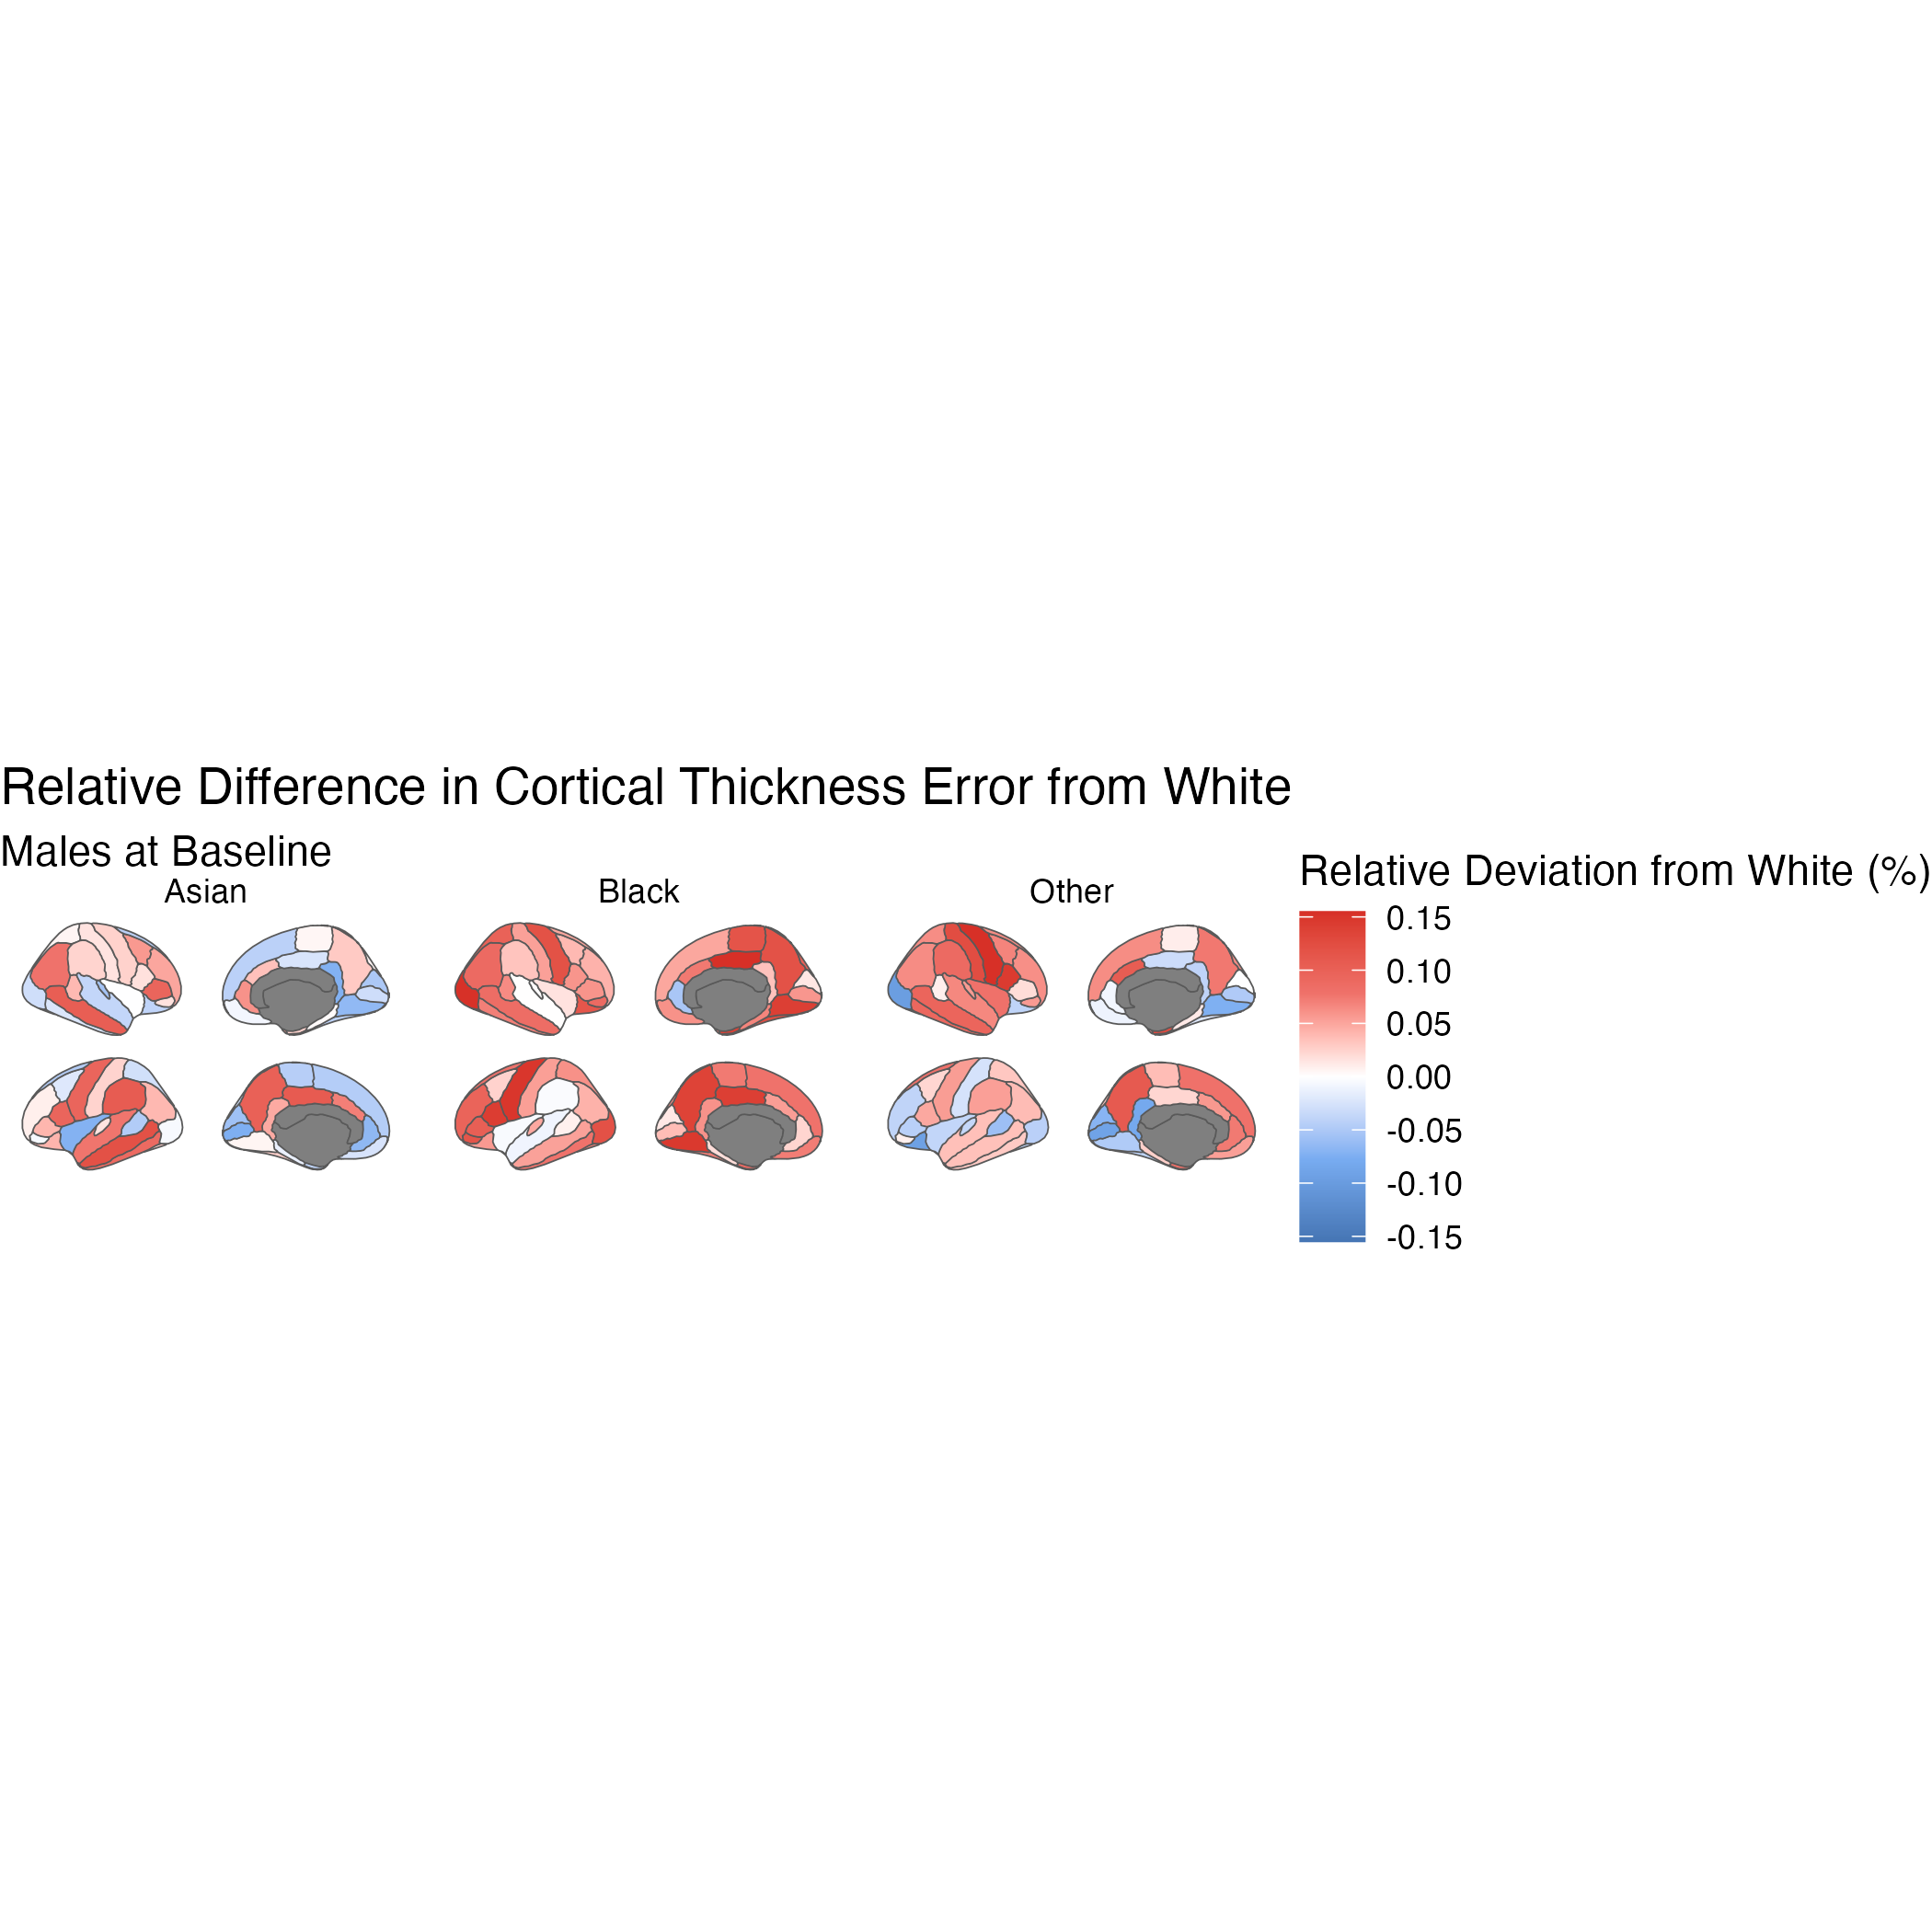 Relative Difference in Cortical Thickness Error from White
Males at Baseline
Asian
Black
Other
Relative Deviation from White (%)
0.15
0.10
0.05
0.00
-0.05
-0.10
-0.15